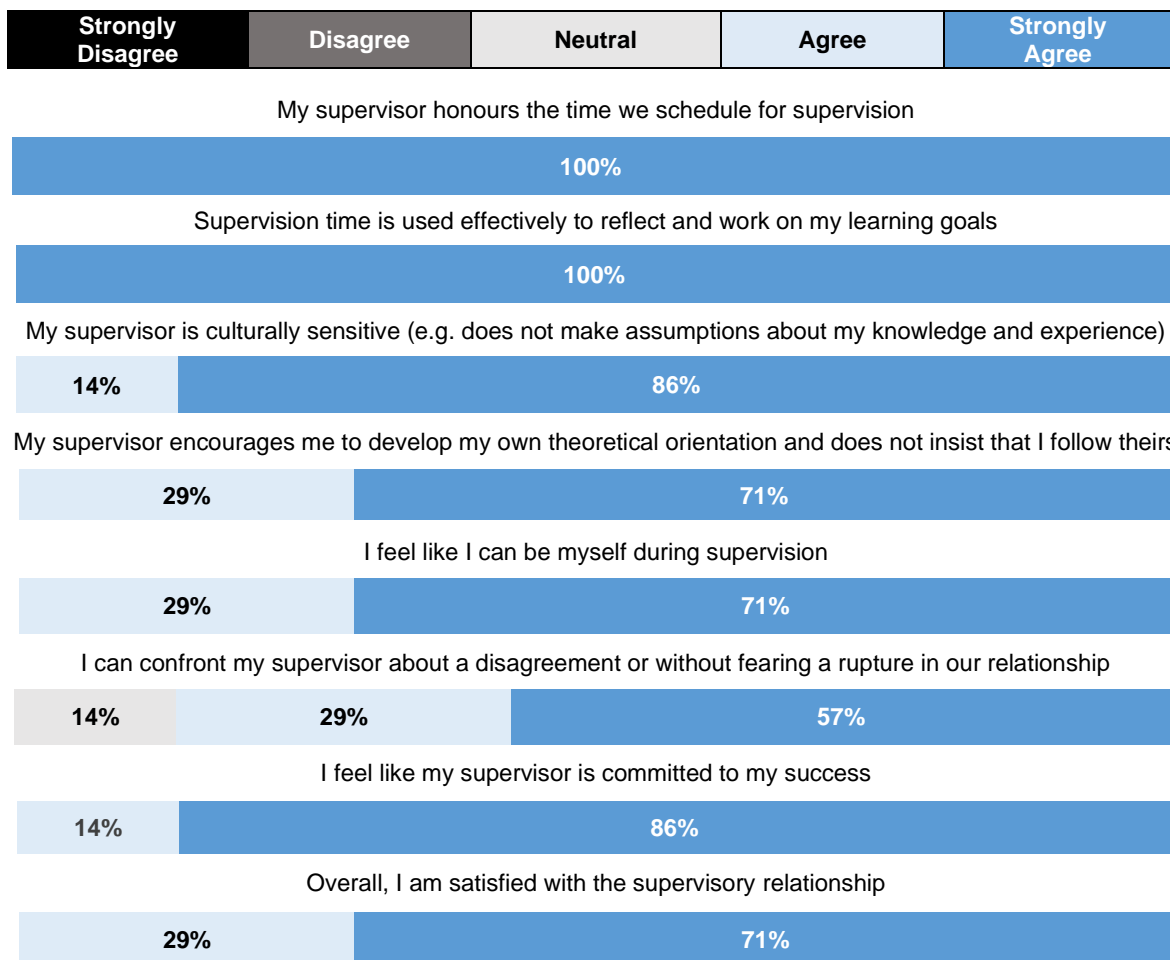 Strongly Disagree Disagree Neutral Agree Strongly Agree
My supervisor honours the time we schedule for supervision
100%
Supervision time is used effectively to reflect and work on my learning goals
100%
My supervisor is culturally sensitive (e.g. does not make assumptions about my knowledge and experience)
14% 86%
My supervisor encourages me to develop my own theoretical orientation and does not insist that I follow theirs
29% 71%
I feel like I can be myself during supervision
29% 71%
I can confront my supervisor about a disagreement or without fearing a rupture in our relationship
14% 29% 57%
I feel like my supervisor is committed to my success
14% 86%
Overall, I am satisfied with the supervisory relationship
29% 71%